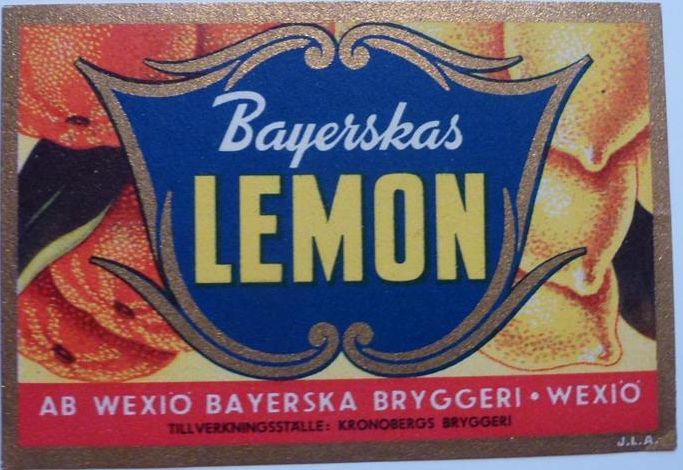 Bayerskas
LEMON
AB WEXIÖ BAYERSKA BRYGGERI • WEXIÖ
TILLVERKNINGSSTÄLLE: KRONOBERGS BRYGGERI
J.L.A.